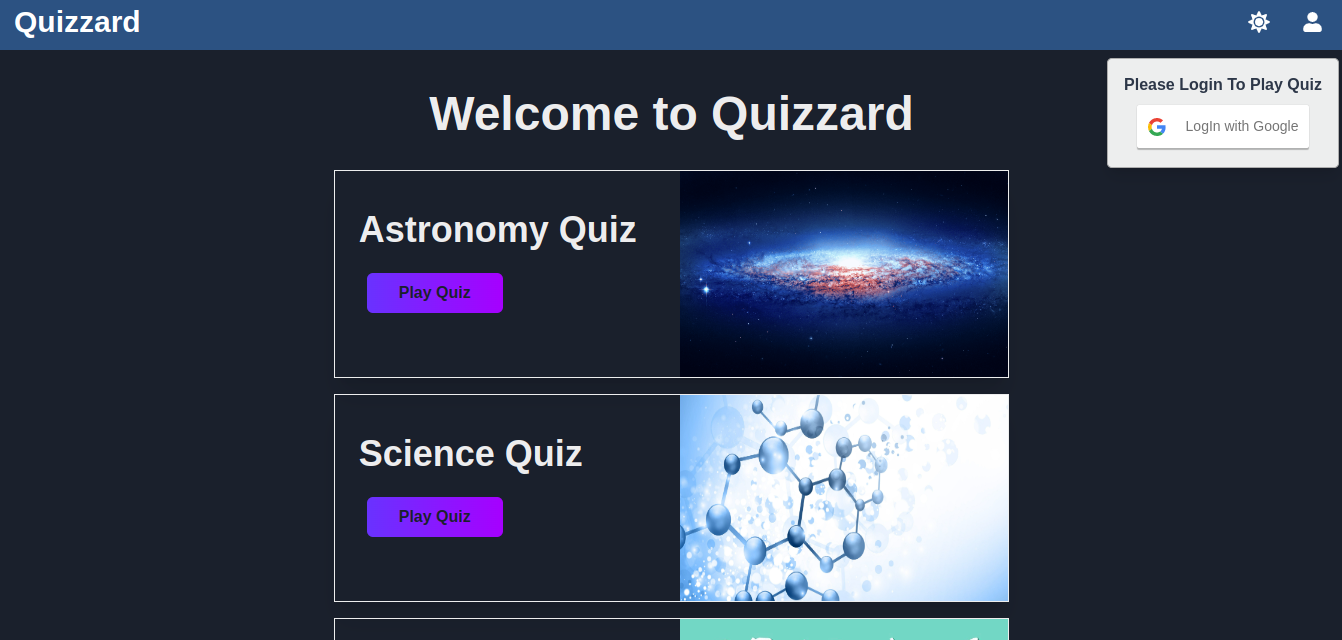 Quizzard
Please Login To Play Quiz
LogIn with Google
Welcome to Quizzard
Astronomy Quiz
Play Quiz
Science Quiz
Play Quiz